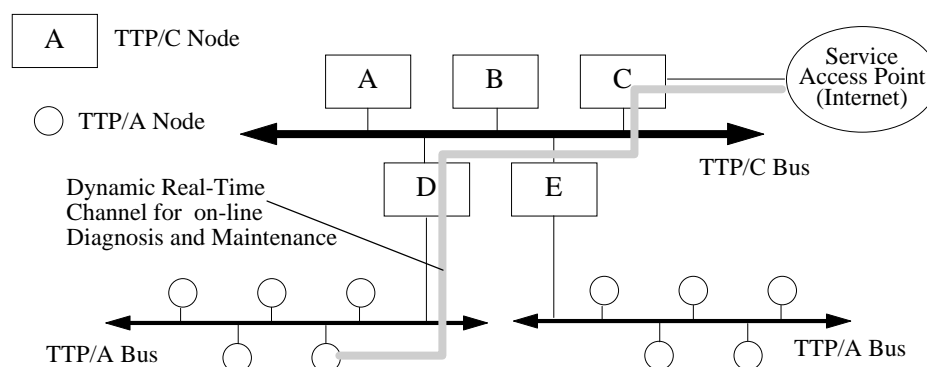 A
TTP/C Node
TTP/A Node
A
B
C
Service
Access Point
(Internet)
TTP/C Bus
D
E
Dynamic Real-Time
Channel for on-line
Diagnosis and Maintenance
TTP/A Bus
TTP/A Bus